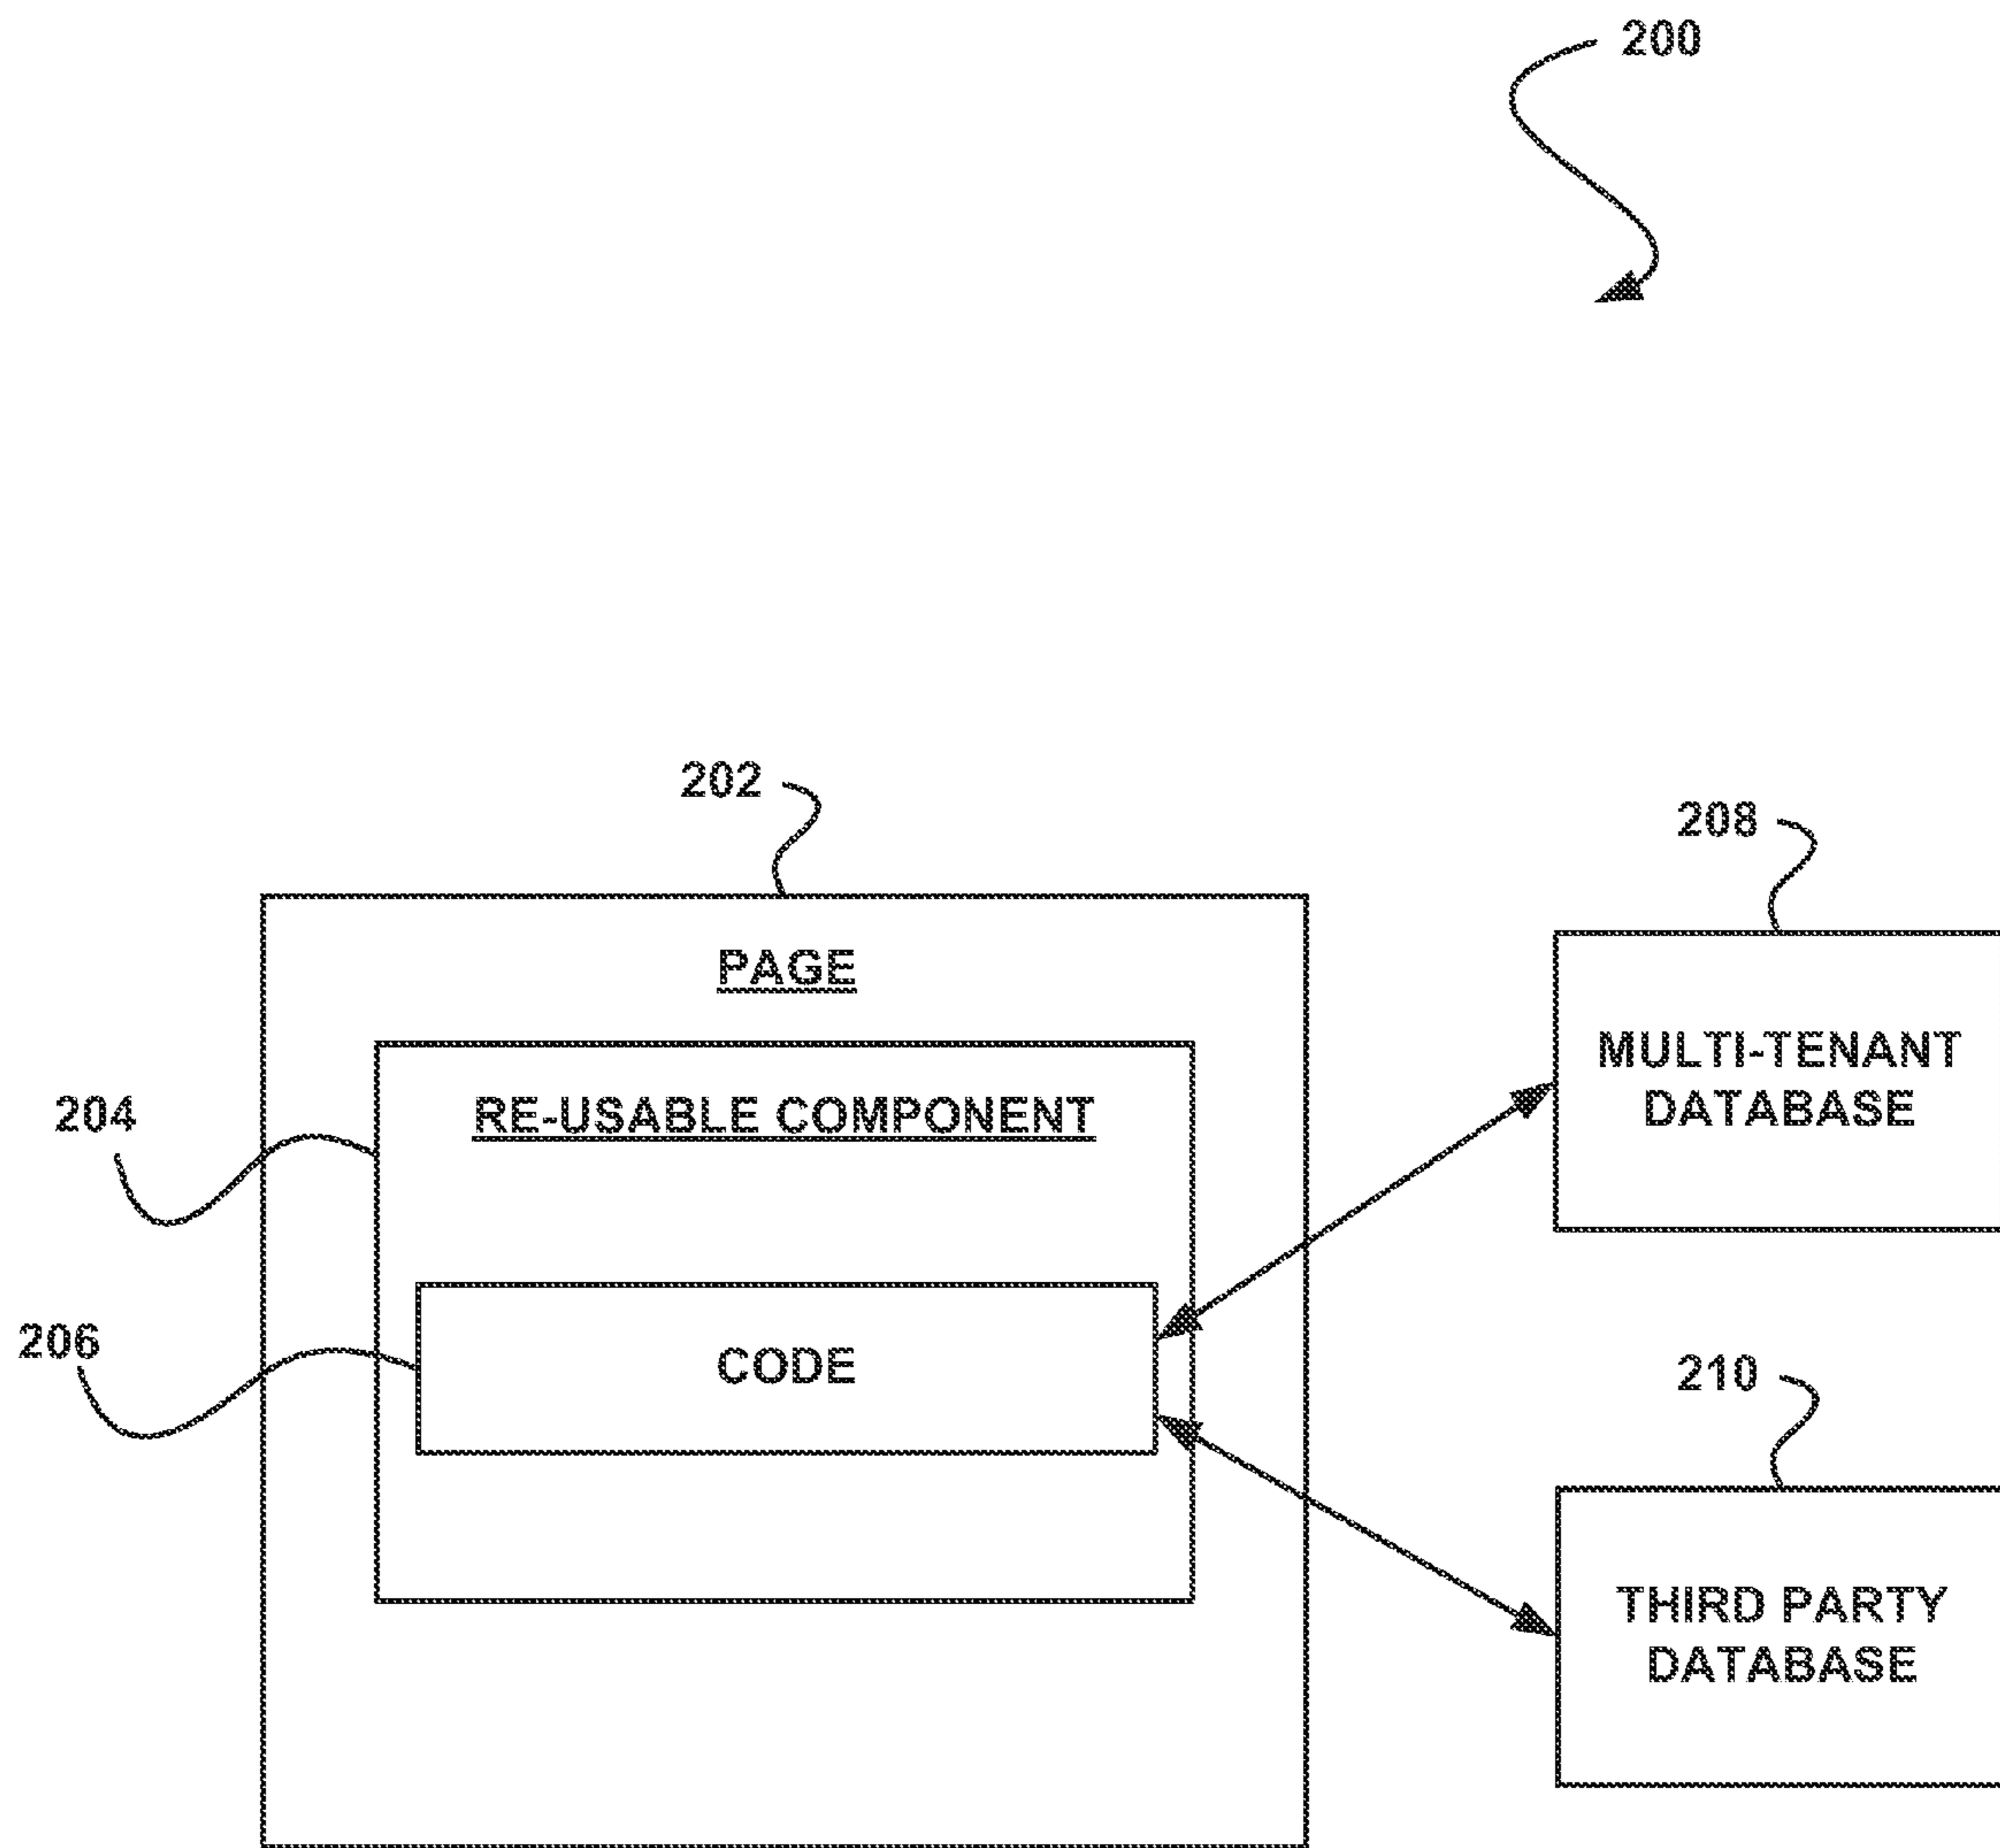 200
202
208
PAGE
MULTI-TENANT
DATABASE
204
RE-USABLE COMPONENT
206
CODE
210
THIRD PARTY
DATABASE